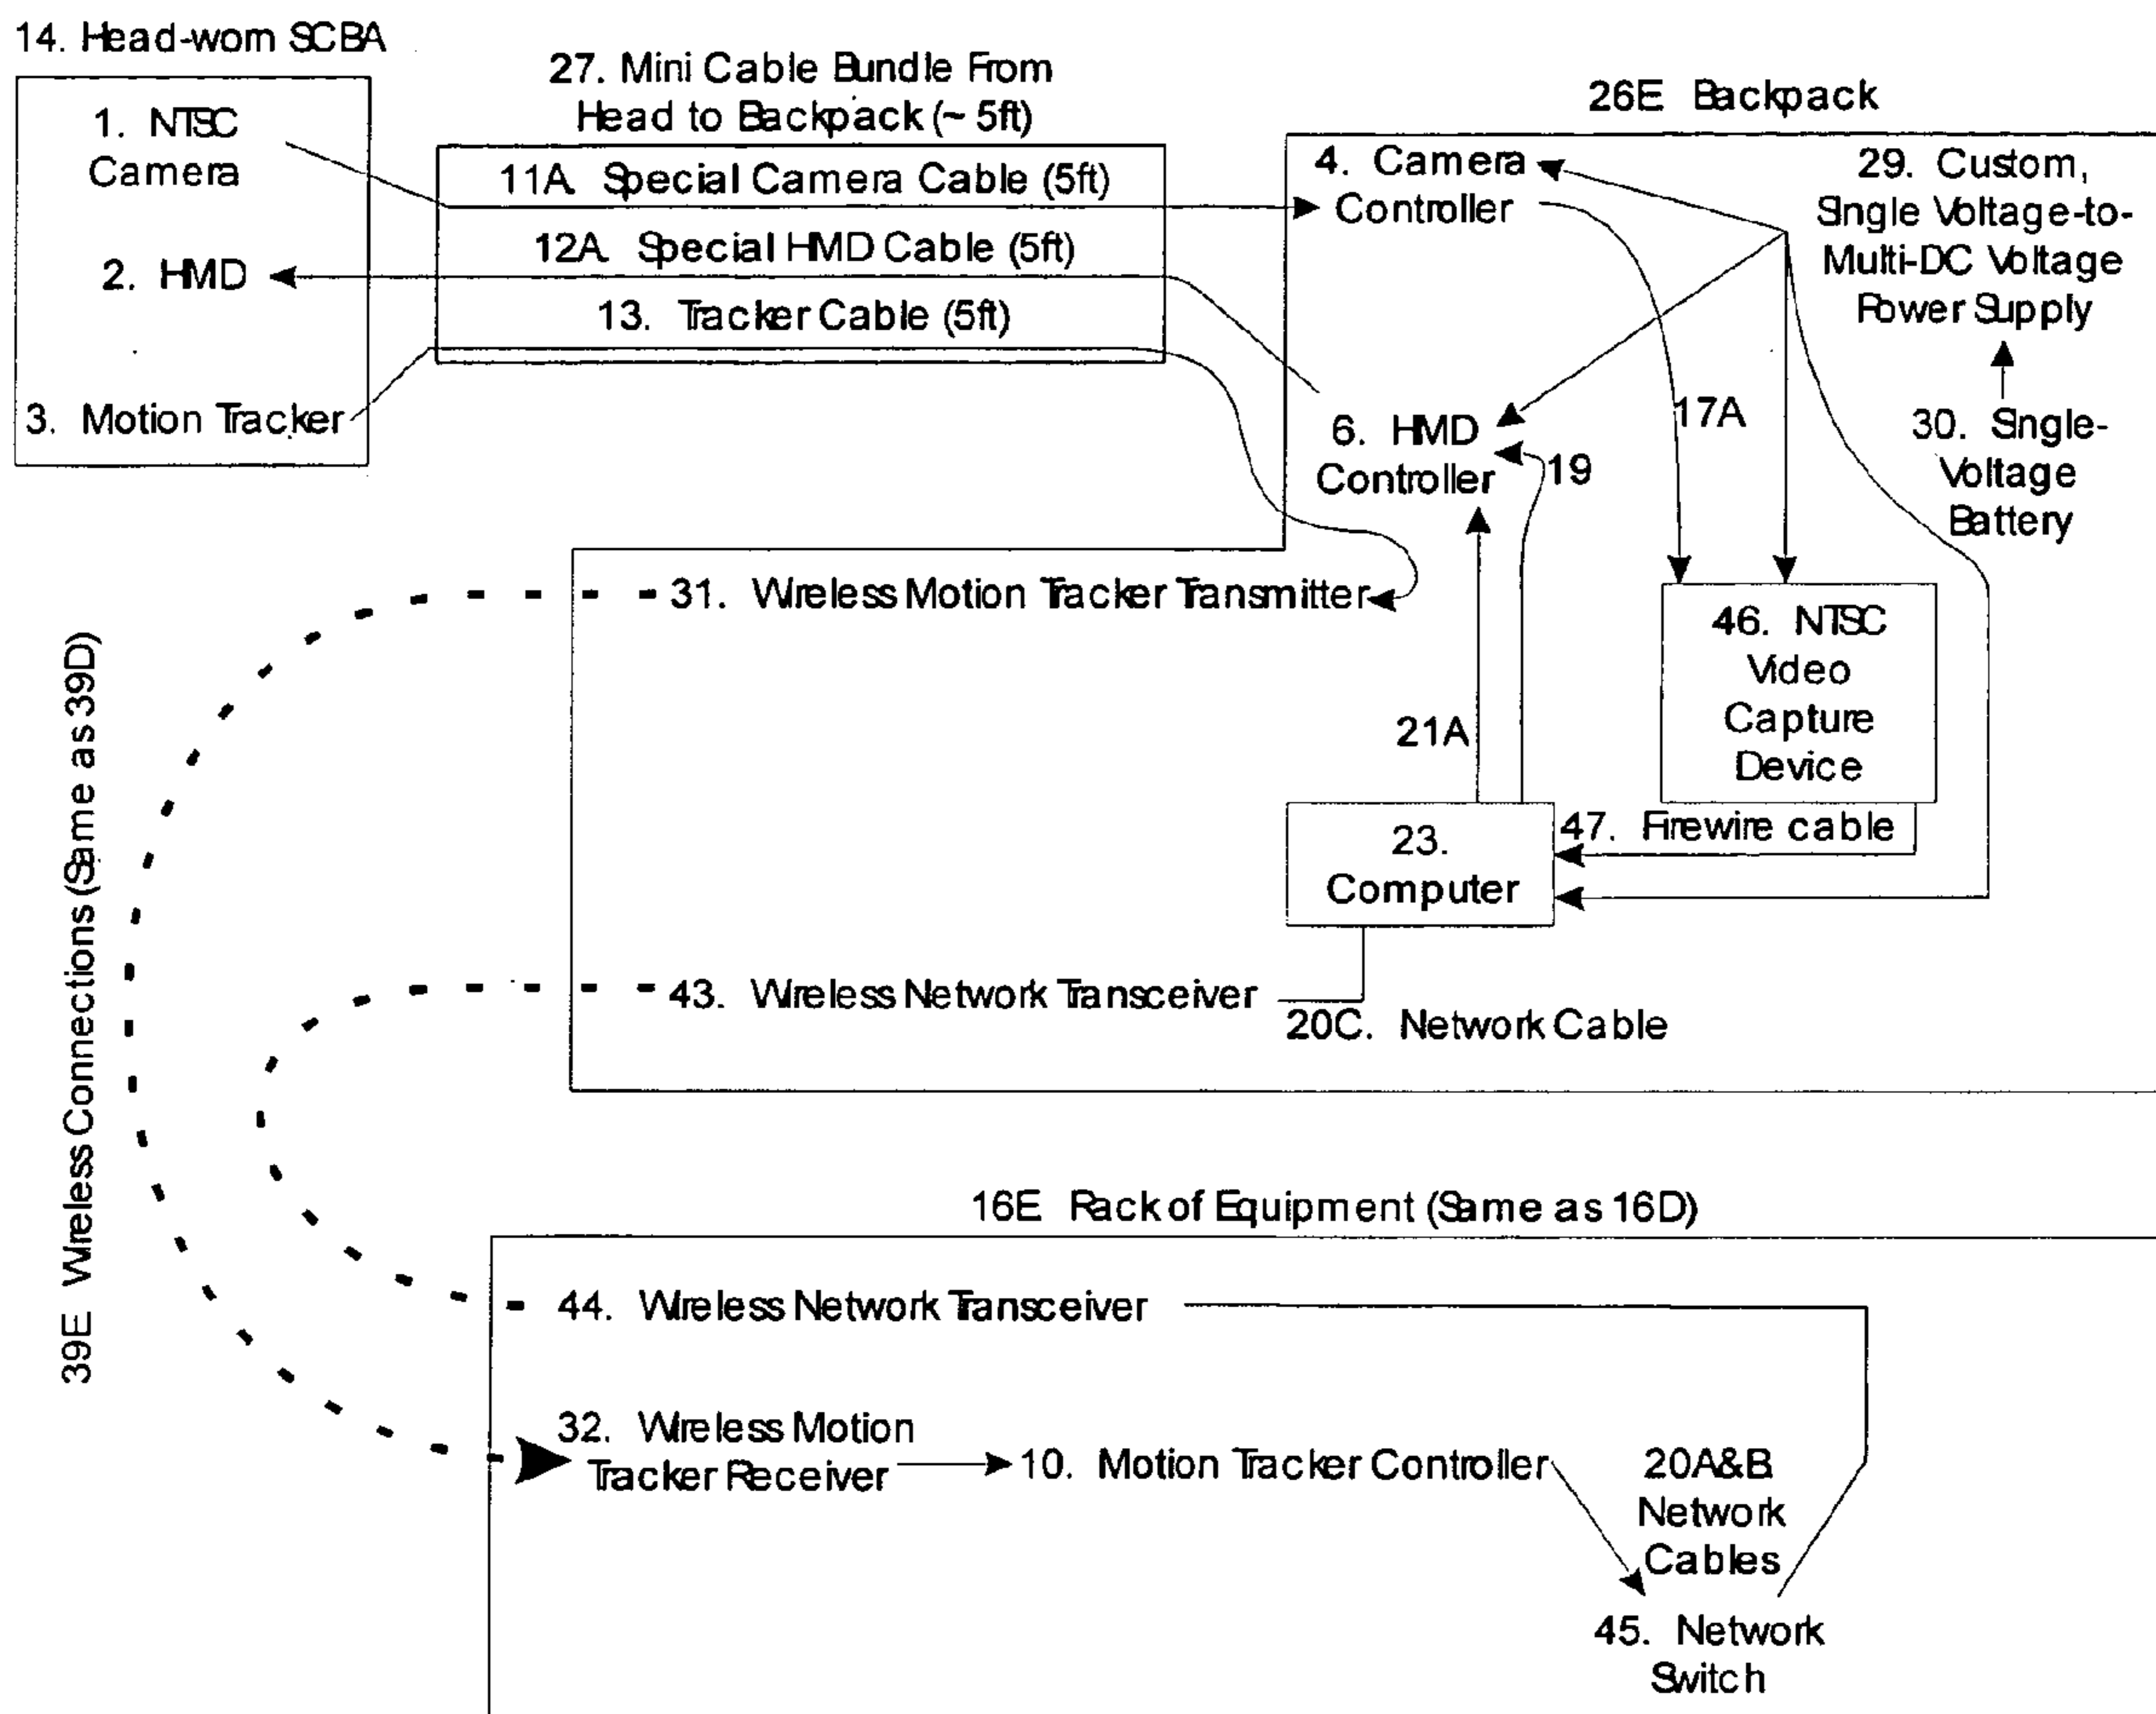 14. Head-worn SCBA
1. NTSC
Camera
2. HMD
3. Motion Tracker
27. Mini Cable Bundle From
Head to Backpack (~ 5ft)
11A. Special Camera Cable (5ft)
12A. Special HMD Cable (5ft)
13. Tracker Cable (5ft)
26E Backpack
4. Camera
Controller
29. Custom,
Single Voltage-to-
Multi-DC Voltage
Power Supply
17A
6. HMD
Controller
19
30. Single-
Voltage
Battery
31. Wireless Motion Tracker Transmitter
46. NTSC
Video
Capture
Device
21A
23.
Computer
47. Firewire cable
43. Wireless Network Transceiver
20C. Network Cable
39E Wireless Connections (Same as 39D)
16E Rack of Equipment (Same as 16D)
44. Wireless Network Transceiver
32. Wireless Motion
Tracker Receiver
10. Motion Tracker Controller
20A&B
Network
Cables
45. Network
Switch